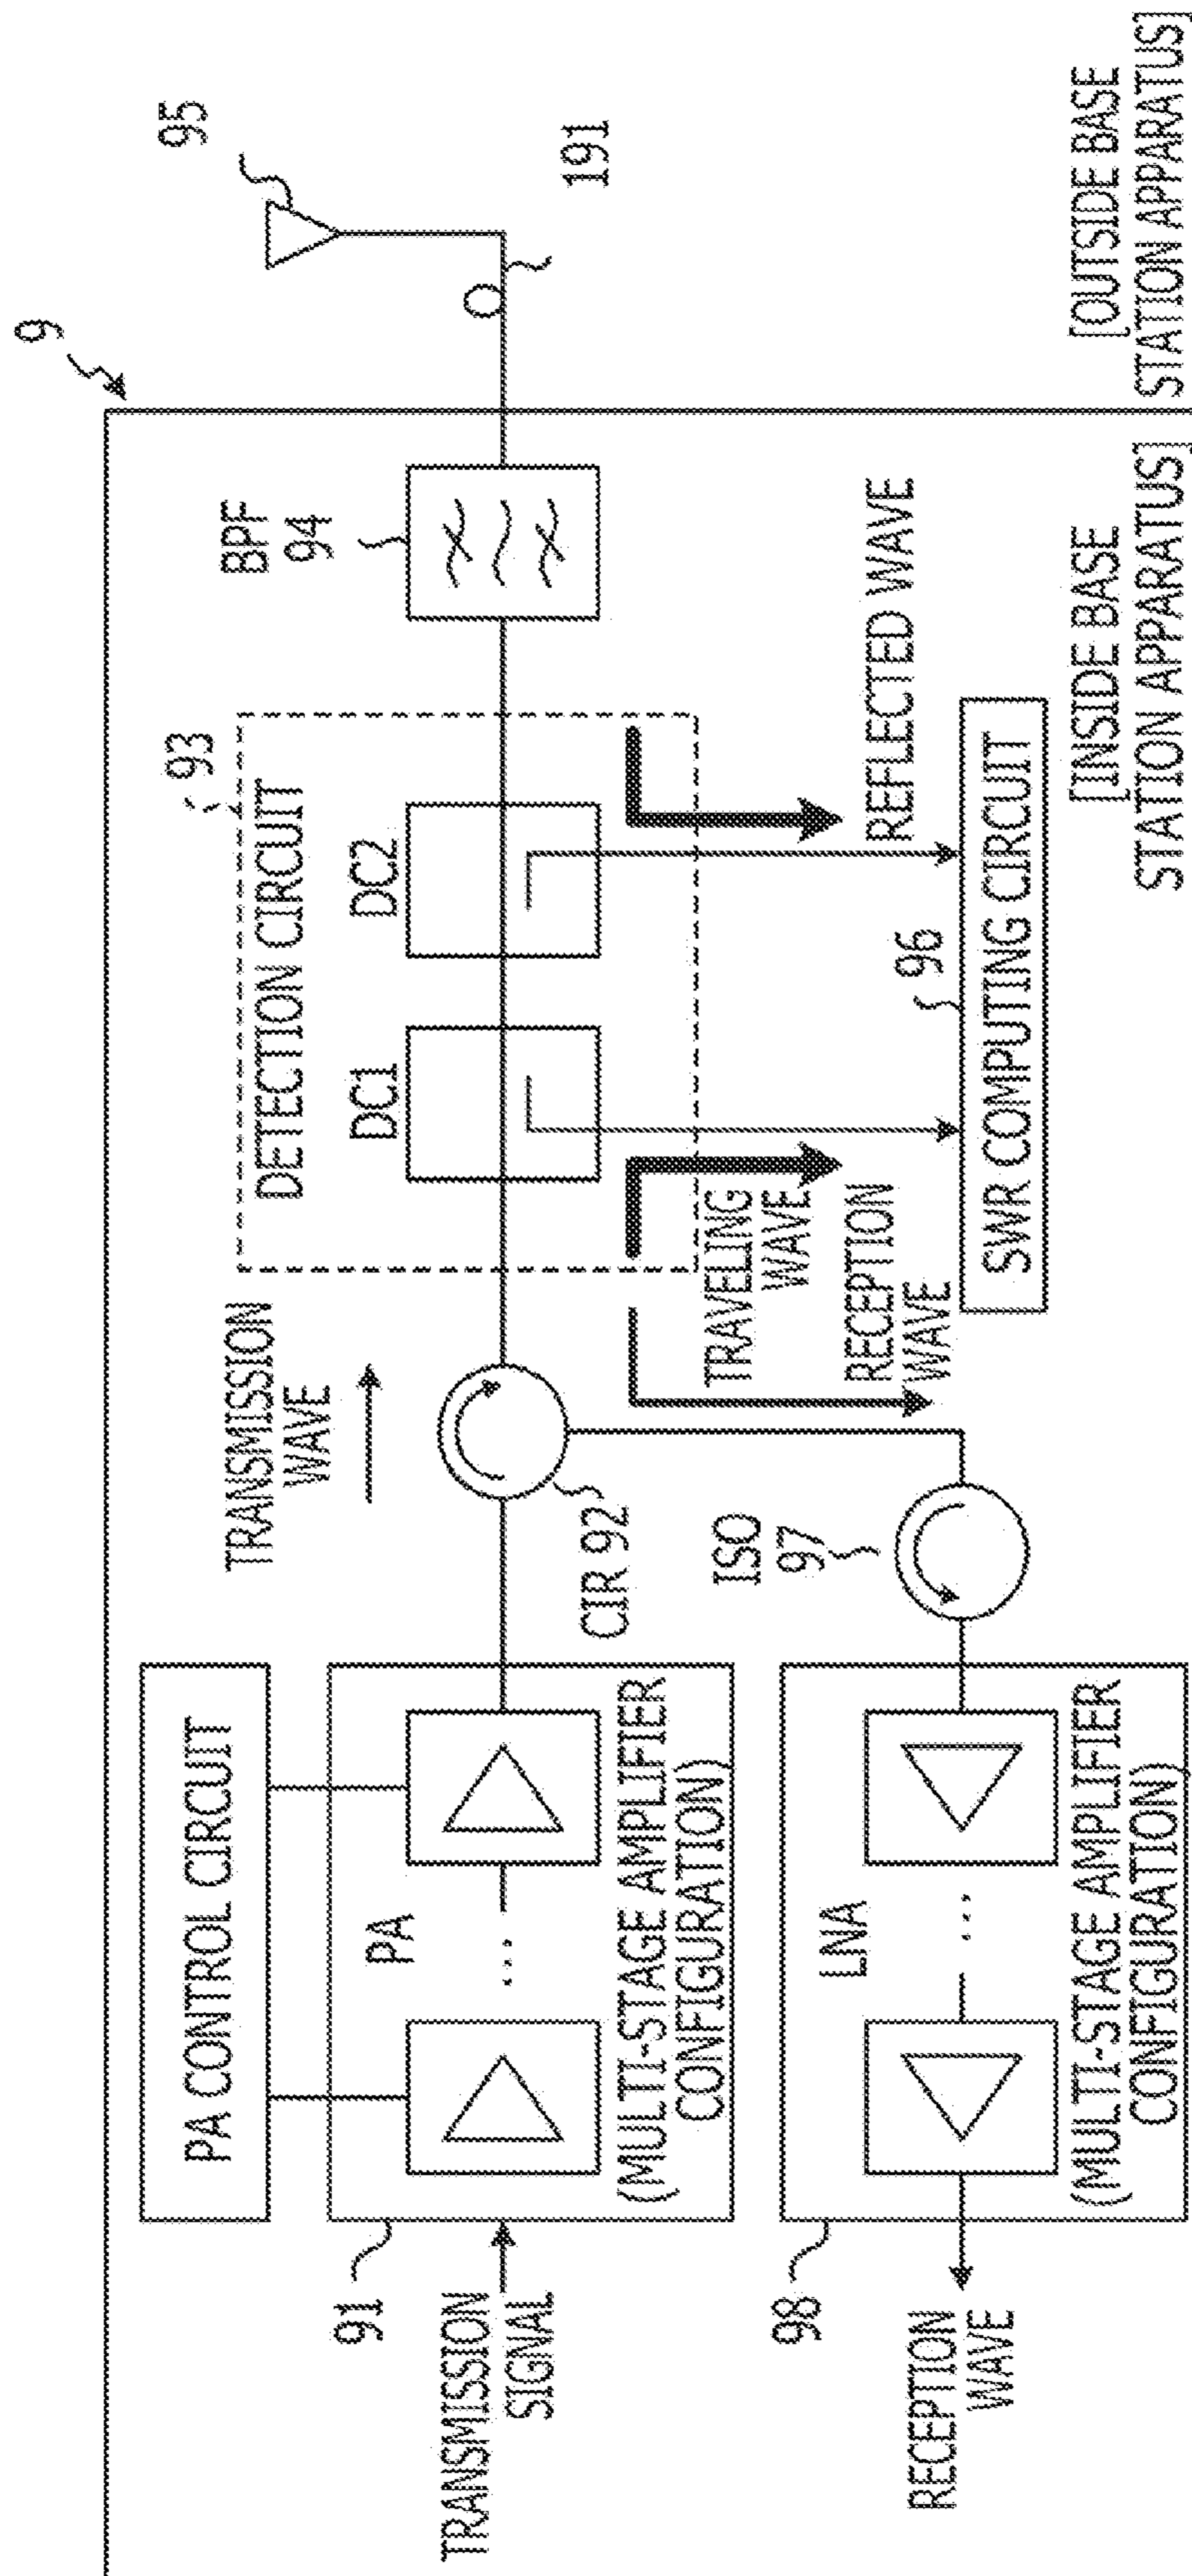 9
95
191
PA CONTROL CIRCUIT
TRANSMISSION
WAVE
93
DETECTION CIRCUIT
BPF
94
91
PA
DC1
DC2
TRANSMISSION
SIGNAL
(MULTI-STAGE AMPLIFIER
CONFIGURATION)
CIR 92
ISO
97
TRAVELING
WAVE
RECEPTION
WAVE
REFLECTED WAVE
96
SWR COMPUTING CIRCUIT
98
LNA
RECEPTION
WAVE
(MULTI-STAGE AMPLIFIER
CONFIGURATION)
[INSIDE BASE
STATION APPARATUS]
[OUTSIDE BASE
STATION APPARATUS]